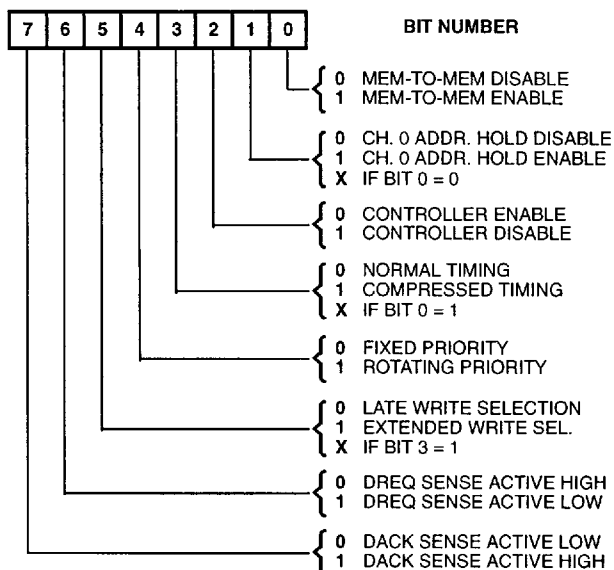 7 6 5 4 3 2 1 0 BIT NUMBER
0 MEM-TO-MEM DISABLE
1 MEM-TO-MEM ENABLE
0 CH. 0 ADDR. HOLD DISABLE
1 CH. 0 ADDR. HOLD ENABLE
X IF BIT 0 = 0
0 CONTROLLER ENABLE
1 CONTROLLER DISABLE
0 NORMAL TIMING
1 COMPRESSED TIMING
X IF BIT 0 = 1
0 FIXED PRIORITY
1 ROTATING PRIORITY
0 LATE WRITE SELECTION
1 EXTENDED WRITE SEL.
X IF BIT 3 = 1
0 DREQ SENSE ACTIVE HIGH
1 DREQ SENSE ACTIVE LOW
0 DACK SENSE ACTIVE LOW
1 DACK SENSE ACTIVE HIGH